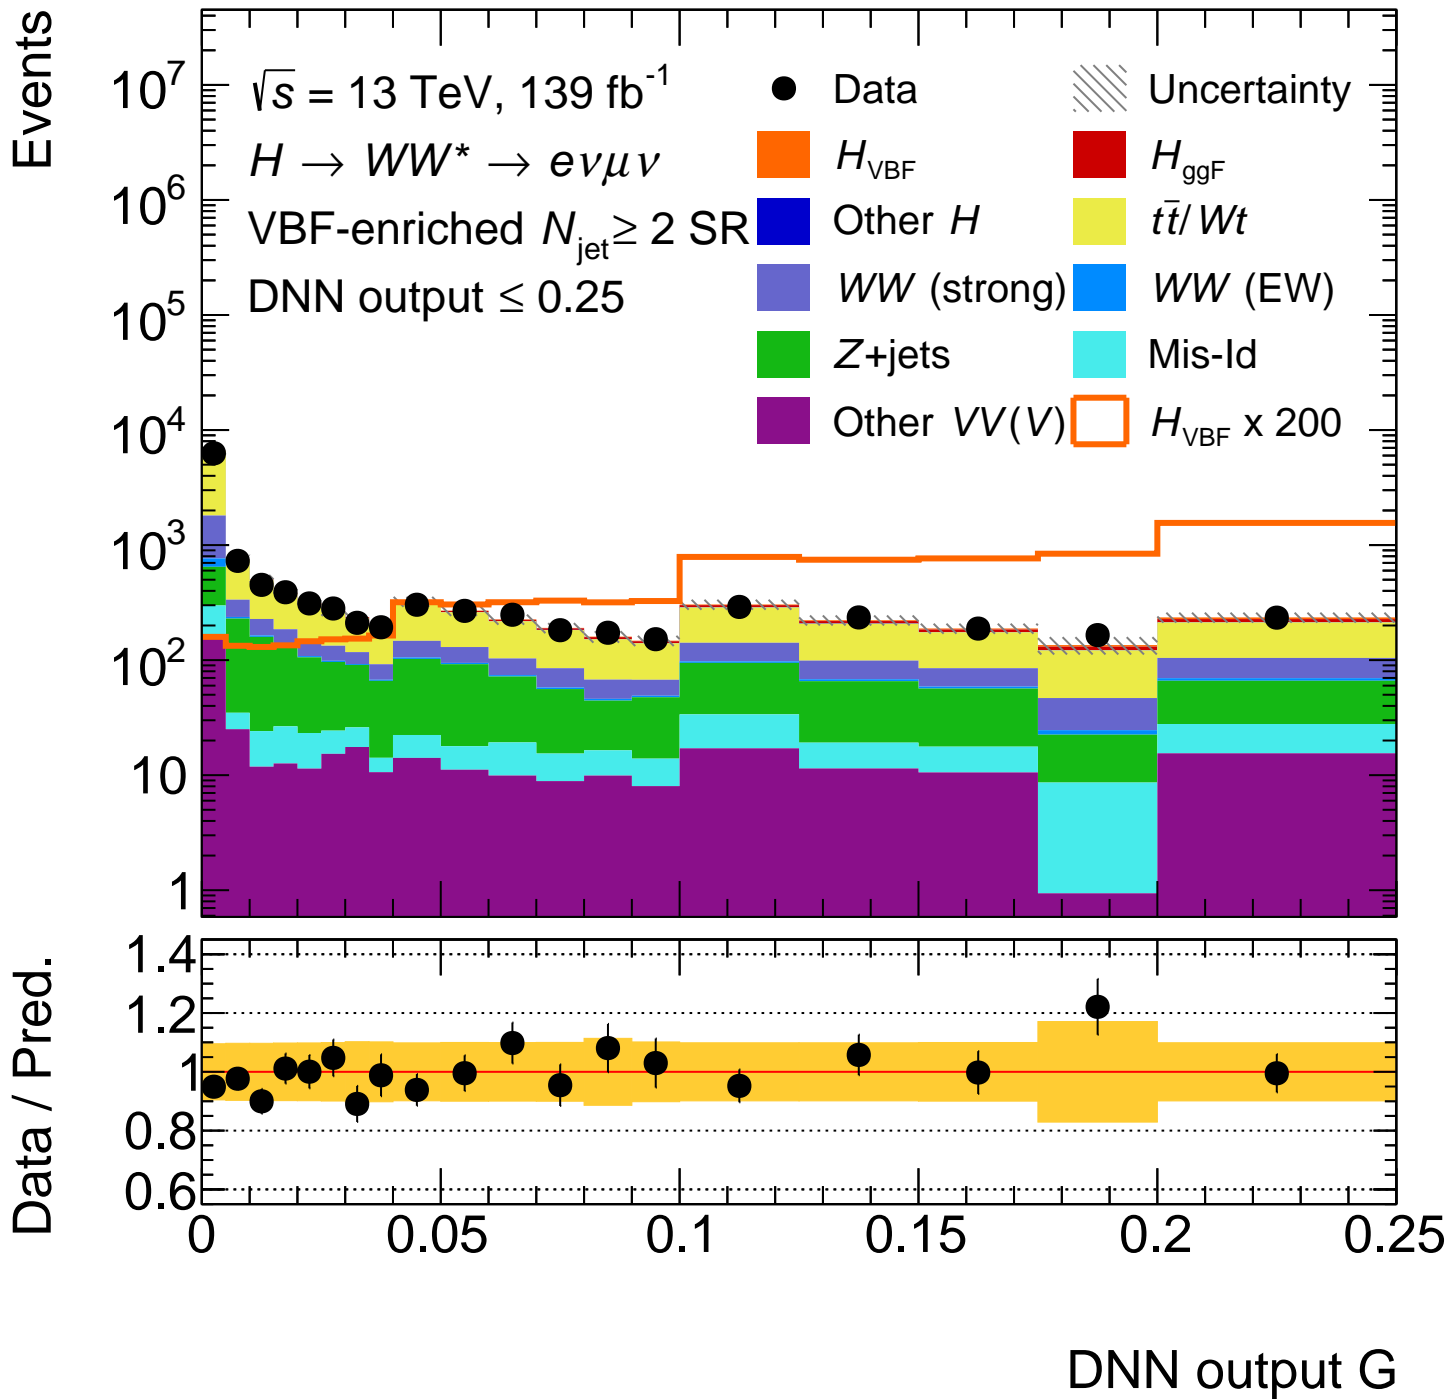 Events
10⁷
10⁶
10⁵
10⁴
10³
10²
10
1
√s = 13 TeV, 139 fb⁻¹
H → WW* → eνμν
VBF-enriched N_jet ≥ 2 SR
DNN output ≤ 0.25
Data
Uncertainty
H_VBF
H_ggF
Other H
tt̄/Wt
WW (strong)
WW (EW)
Z+jets
Mis-Id
Other VV(V)
H_VBF x 200
Data / Pred.
1.4
1.2
1
0.8
0.6
0 0.05 0.1 0.15 0.2 0.25
DNN output G